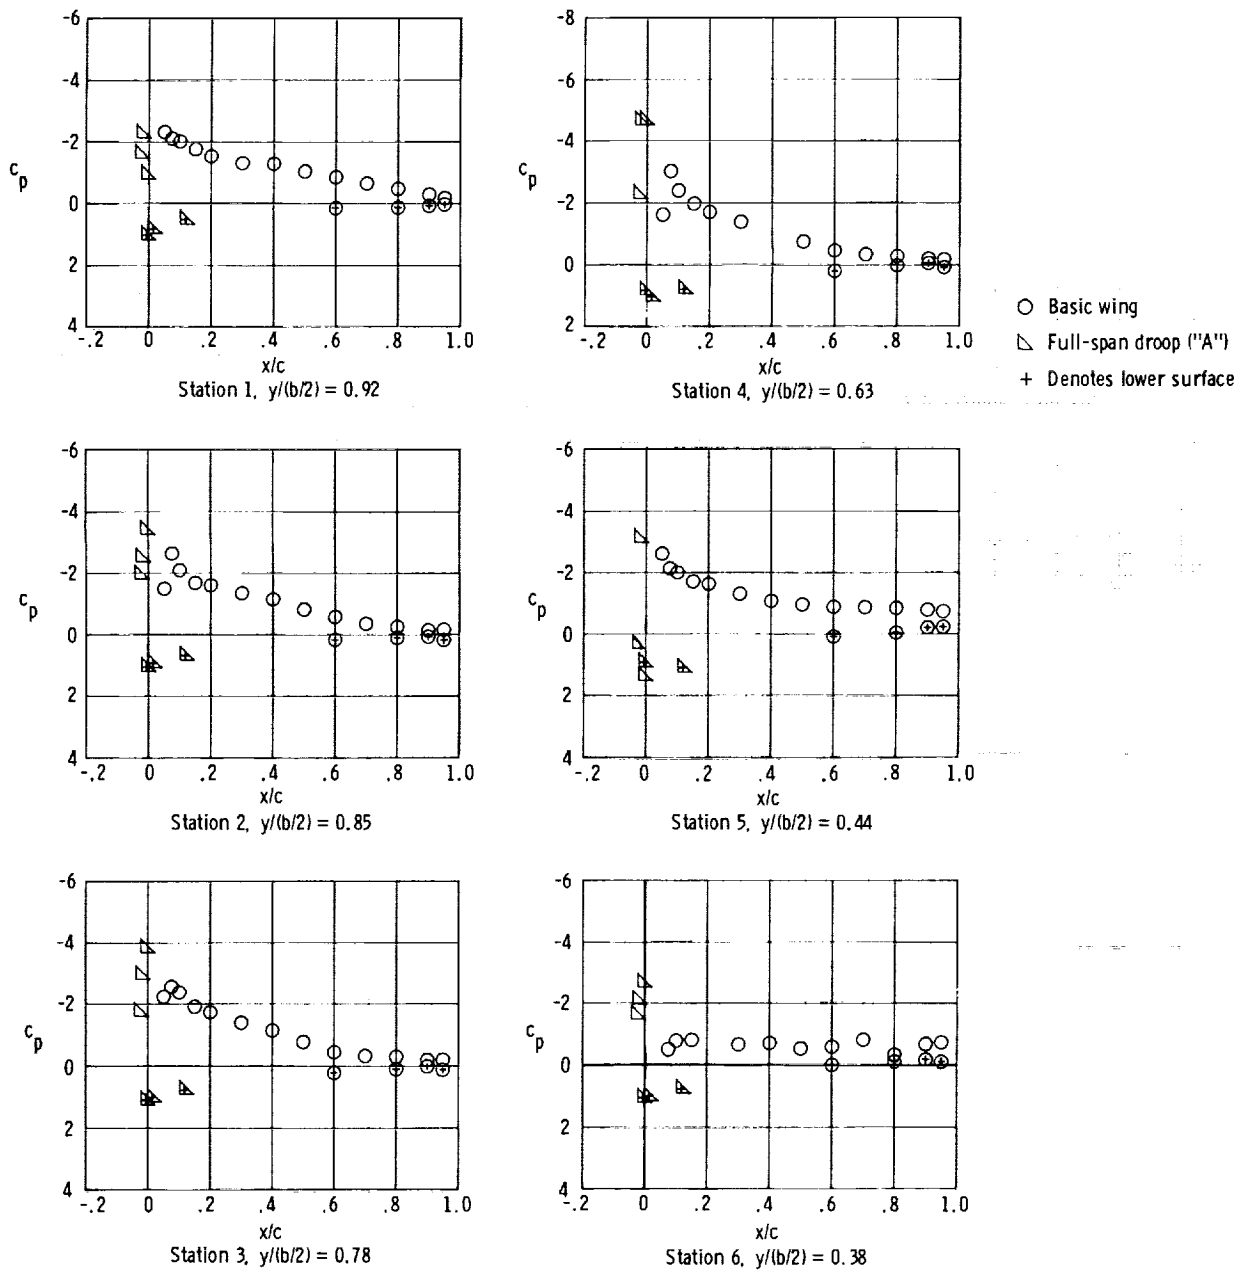 -6
-4
-2
c_p
0
2
4
-.2 0 .2 .4 .6 .8 1.0
x/c
Station 1, y/(b/2) = 0.92
-8
-6
-4
c_p
-2
0
2
-.2 0 .2 .4 .6 .8 1.0
x/c
Station 4, y/(b/2) = 0.63
Basic wing
Full-span droop ("A")
+ Denotes lower surface
-6
-4
-2
c_p
0
2
4
-.2 0 .2 .4 .6 .8 1.0
x/c
Station 2, y/(b/2) = 0.85
-6
-4
-2
c_p
0
2
4
-.2 0 .2 .4 .6 .8 1.0
x/c
Station 5, y/(b/2) = 0.44
-6
-4
-2
c_p
0
2
4
-.2 0 .2 .4 .6 .8 1.0
x/c
Station 3, y/(b/2) = 0.78
-6
-4
-2
c_p
0
2
4
-.2 0 .2 .4 .6 .8 1.0
x/c
Station 6, y/(b/2) = 0.38